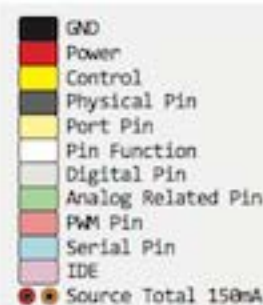 GND
Power
Control
Physical Pin
Port Pin
Pin Function
Digital Pin
Analog Related Pin
PWM Pin
Serial Pin
IDE
Source Total 150mA